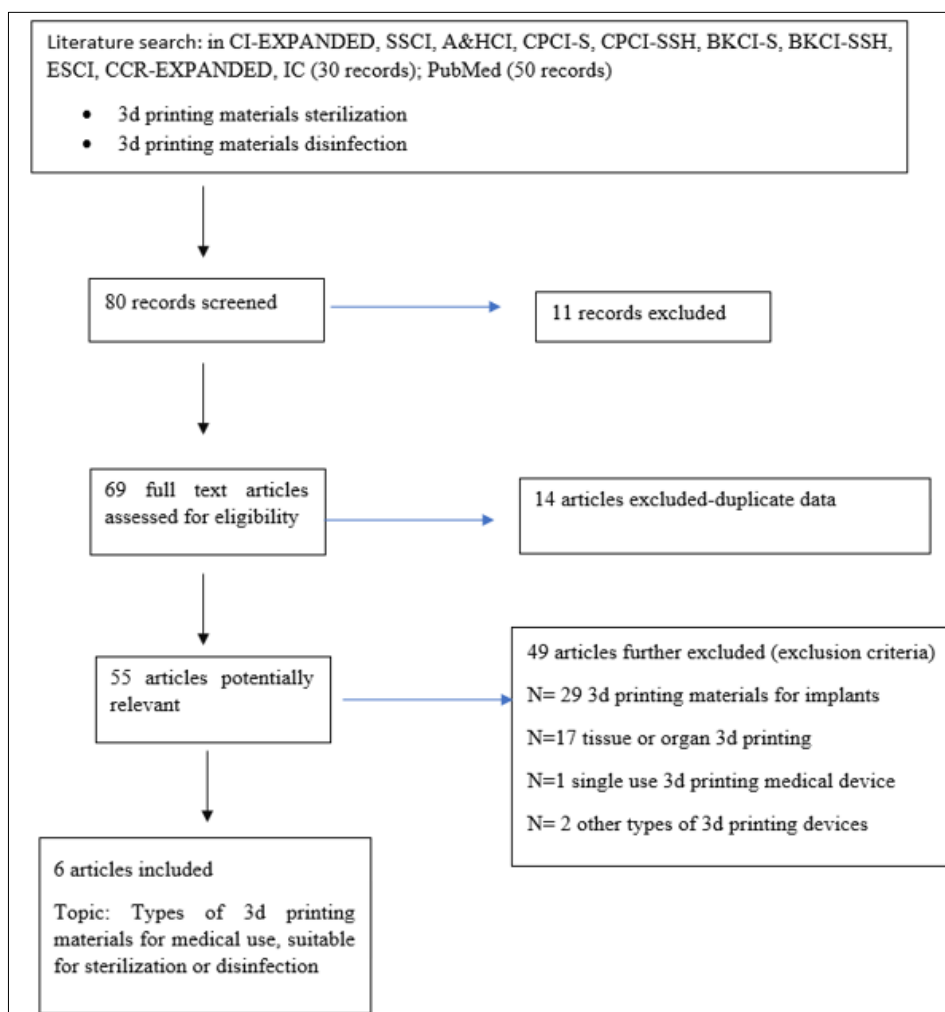 Literature search: in CI-EXPANDED, SSCI, A&HCI, CPCI-S, CPCI-SSH, BKCI-S, BKCI-SSH,
ESCI, CCR-EXPANDED, IC (30 records); PubMed (50 records)
• 3d printing materials sterilization
• 3d printing materials disinfection
80 records screened
11 records excluded
69 full text articles
assessed for eligibility
14 articles excluded-duplicate data
55 articles potentially
relevant
49 articles further excluded (exclusion criteria)
N= 29 3d printing materials for implants
N=17 tissue or organ 3d printing
N=1 single use 3d printing medical device
N= 2 other types of 3d printing devices
6 articles included
Topic: Types of 3d printing
materials for medical use, suitable
for sterilization or disinfection